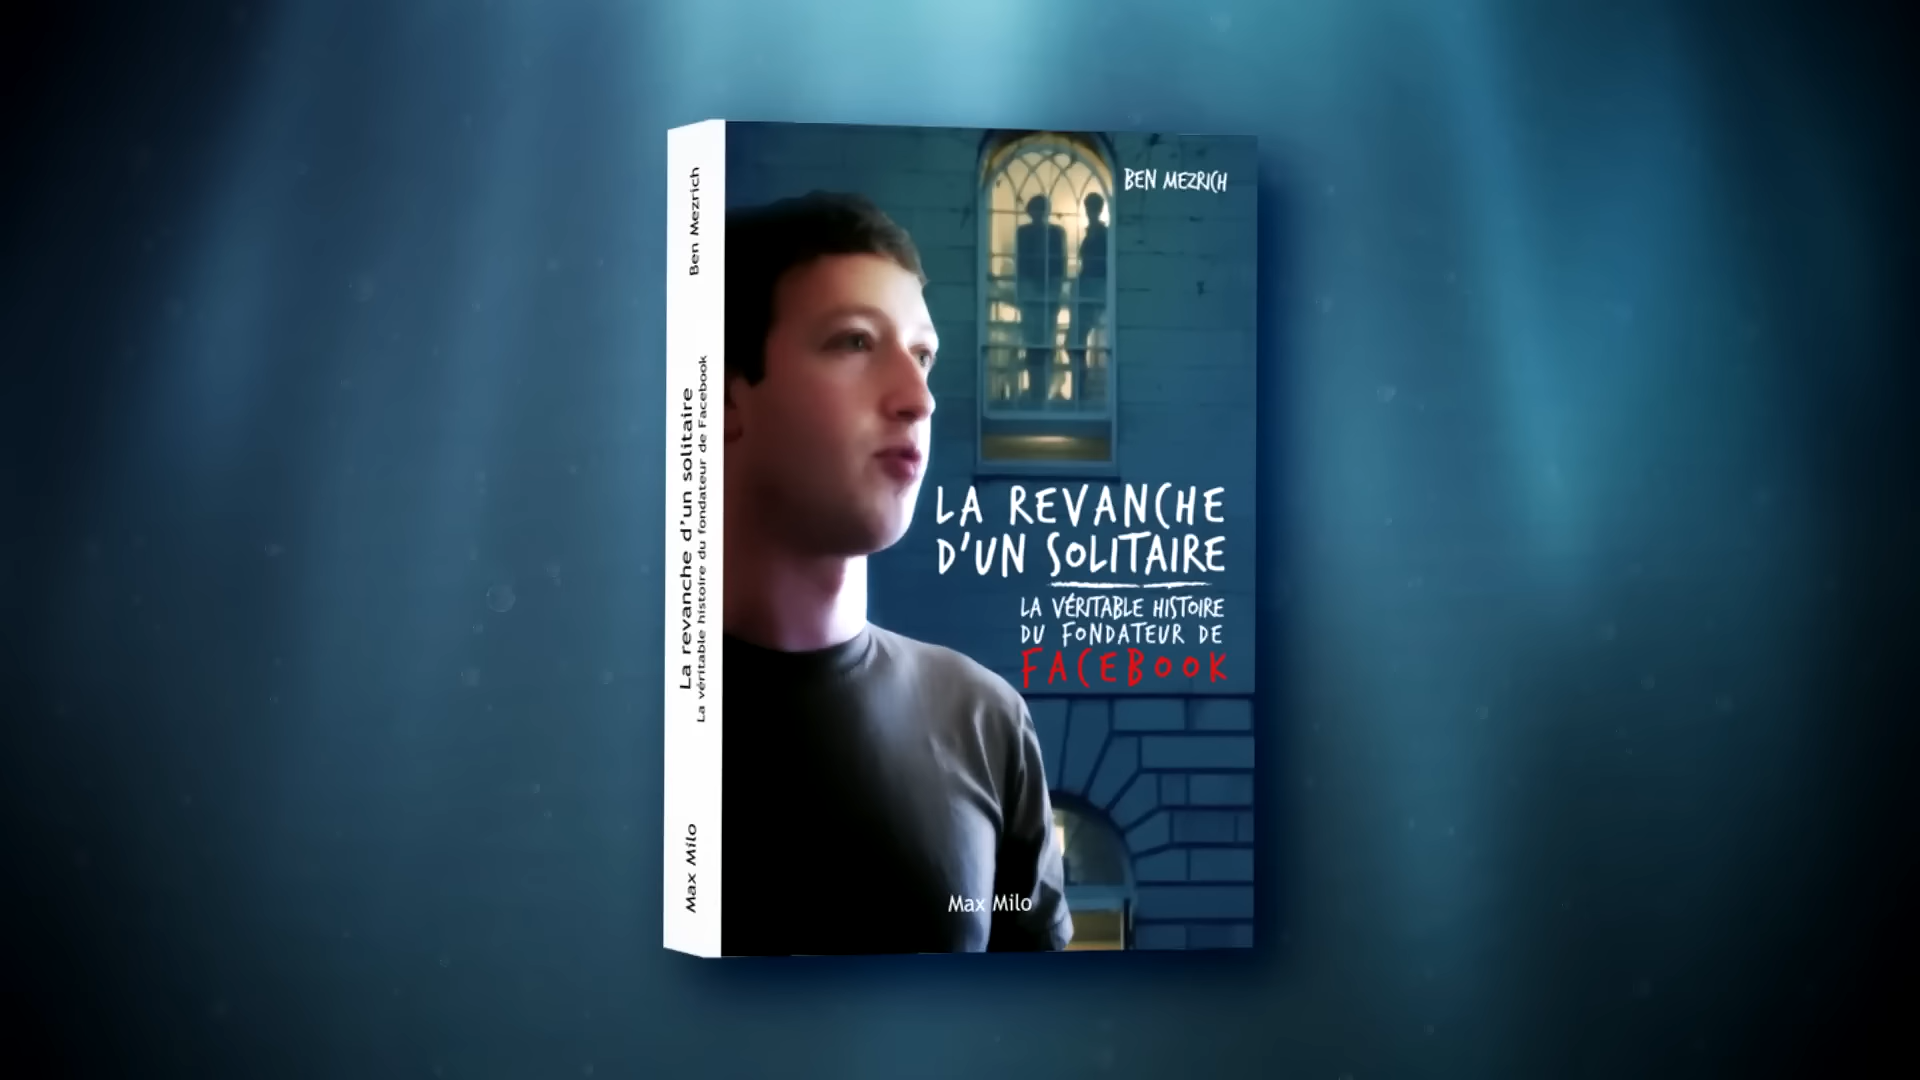 Ben Mezrich
La revanche d'un solitaire
La véritable histoire du fondateur de Facebook
Max Milo
BEN MEZRICH
LA REVANCHE
D'UN SOLITAIRE
LA VÉRITABLE HISTOIRE
DU FONDATEUR DE
FACEBOOK
Max Milo